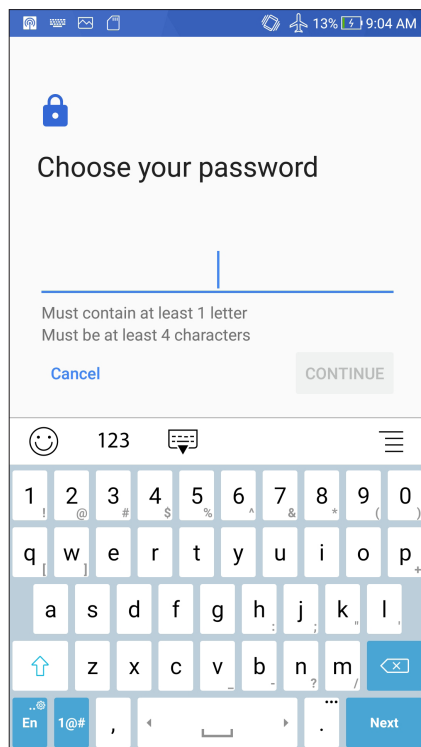 13% 9:04 AM
Choose your password
Must contain at least 1 letter
Must be at least 4 characters
Cancel CONTINUE
123
1 ! 2 @ 3 # 4 $ 5 % 6 ^ 7 & 8 * 9 ( 0 )
q [ w ] e r t y u i o p +
a s d f g h : j ; k " l '
z x c v _ b - n ? m /
En 1@# , . Next